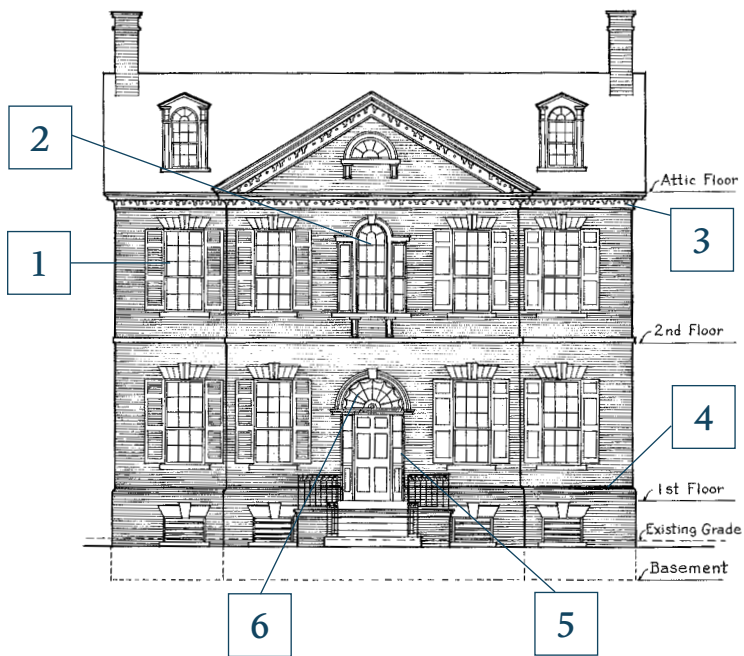 2
Attic Floor
3
1
2nd Floor
4
1st Floor
Existing Grade
Basement
6
5